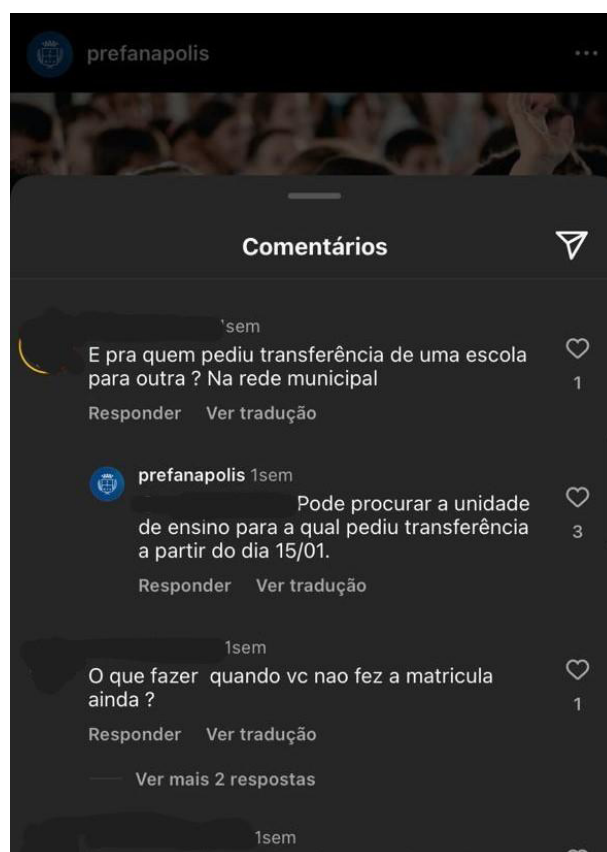 prefanapolis
Comentários
1sem
E pra quem pediu transferência de uma escola
para outra ? Na rede municipal
1
Responder Ver tradução
prefanapolis 1sem
Pode procurar a unidade
de ensino para a qual pediu transferência
a partir do dia 15/01.
3
Responder Ver tradução
1sem
O que fazer quando vc nao fez a matricula
ainda ?
1
Responder Ver tradução
Ver mais 2 respostas
1sem